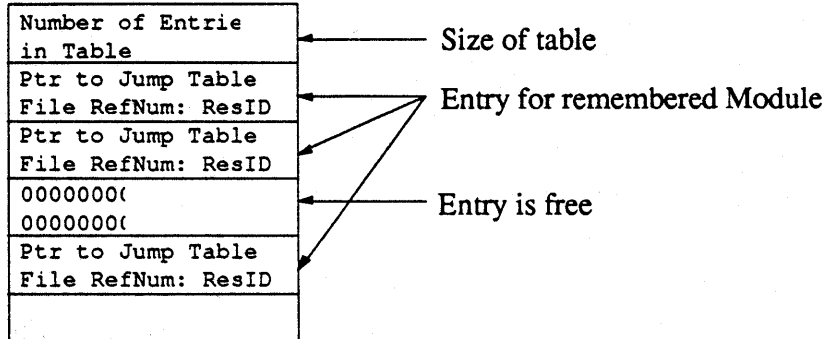 Number of Entrie
in Table
Size of table
Ptr to Jump Table
File RefNum: ResID
Entry for remembered Module
Ptr to Jump Table
File RefNum: ResID
0000000(
0000000(
Entry is free
Ptr to Jump Table
File RefNum: ResID